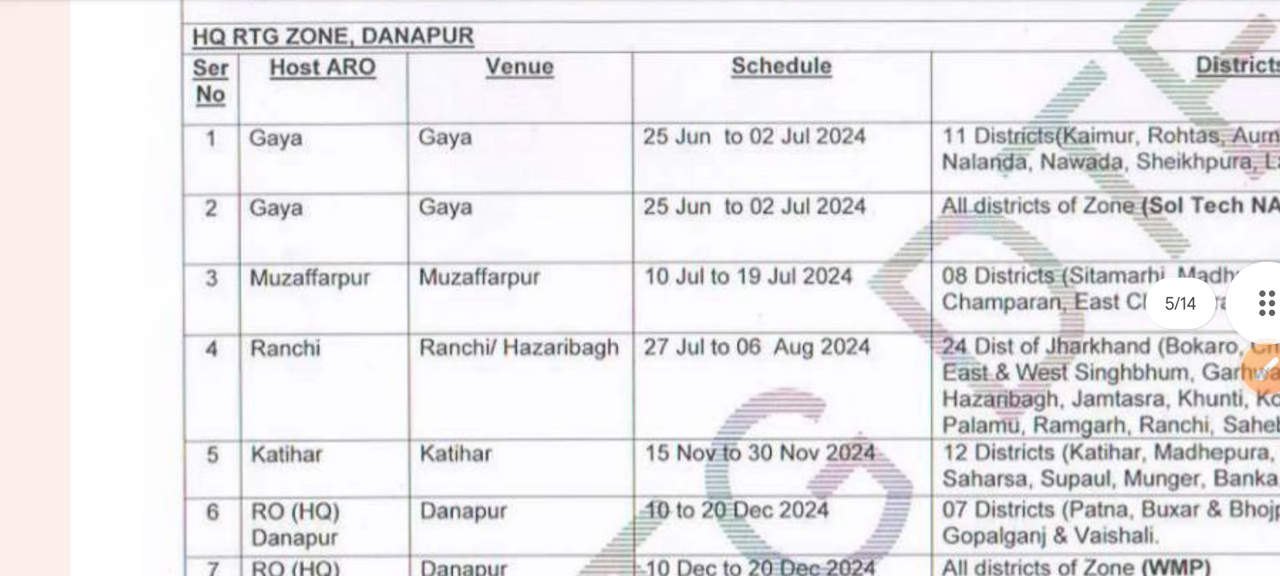 HQ RTG ZONE, DANAPUR
Ser No Host ARO Venue Schedule Districts
1 Gaya Gaya 25 Jun to 02 Jul 2024 11 Districts(Kaimur, Rohtas,
Nalanda, Nawada, Sheikhpura,
2 Gaya Gaya 25 Jun to 02 Jul 2024 All districts of Zone (Sol Tech
3 Muzaffarpur Muzaffarpur 10 Jul to 19 Jul 2024 08 Districts (Sitamarhi,
Champaran, East
5/14
4 Ranchi Ranchi/ Hazaribagh 27 Jul to 06 Aug 2024 24 Dist of Jharkhand (Bokaro,
East & West Singhbhum,
Hazaribagh, Jamtasra, Khunti,
Palamu, Ramgarh, Ranchi,
5 Katihar Katihar 15 Nov to 30 Nov 2024 12 Districts (Katihar, Madhepura,
Saharsa, Supaul, Munger, Banka
6 RO (HQ) Danapur Danapur 10 to 20 Dec 2024 07 Districts (Patna, Buxar &
Gopalganj & Vaishali.
7 RO (HQ) Danapur 10 Dec to 20 Dec 2024 All districts of Zone (WMP)